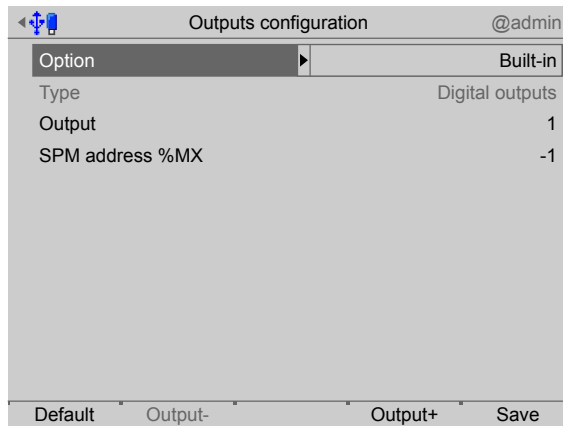 Outputs configuration @admin
Option Built-in
Type Digital outputs
Output 1
SPM address %MX -1
Default Output- Output+ Save